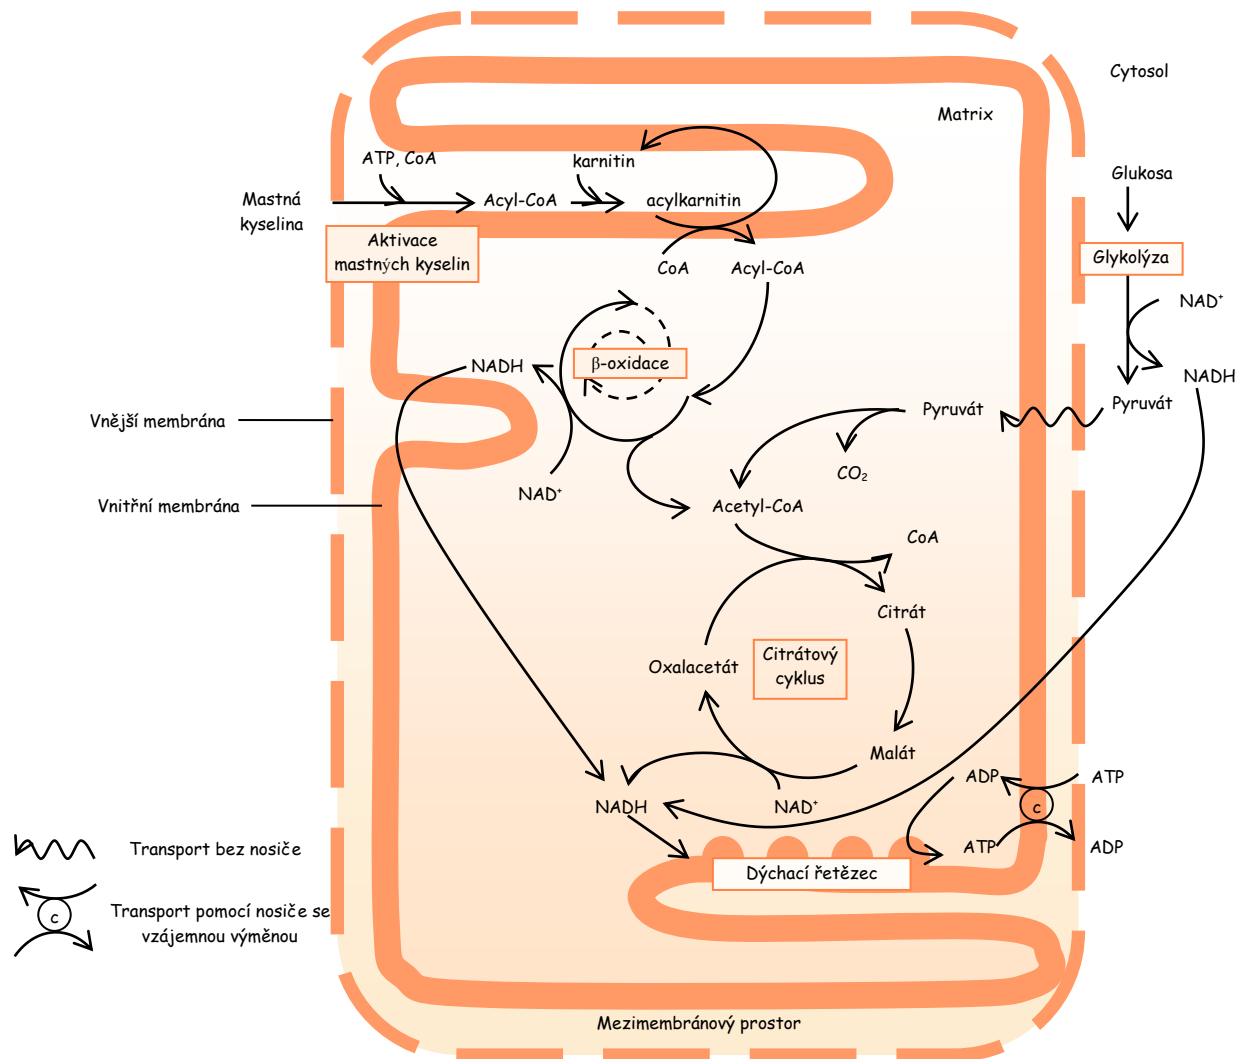 Cytosol
Matrix
ATP, CoA
karnitin
Glukosa
Mastná
kyselina
Acyl-CoA
acylkarnitin
Aktivace
mastných kyselin
CoA
Acyl-CoA
Glykolýza
NAD⁺
β-oxidace
NADH
NADH
Pyruvát
Pyruvát
Vnější membrána
CO₂
NAD⁺
Acetyl-CoA
Vnitřní membrána
CoA
Citrát
Oxalacetát
Citrátový
cyklus
Malát
ADP
ATP
NADH
NAD⁺
c
ATP
ADP
Transport bez nosiče
Dýchací řetězec
c
Transport pomocí nosiče se
vzájemnou výměnou
Mezimembránový prostor